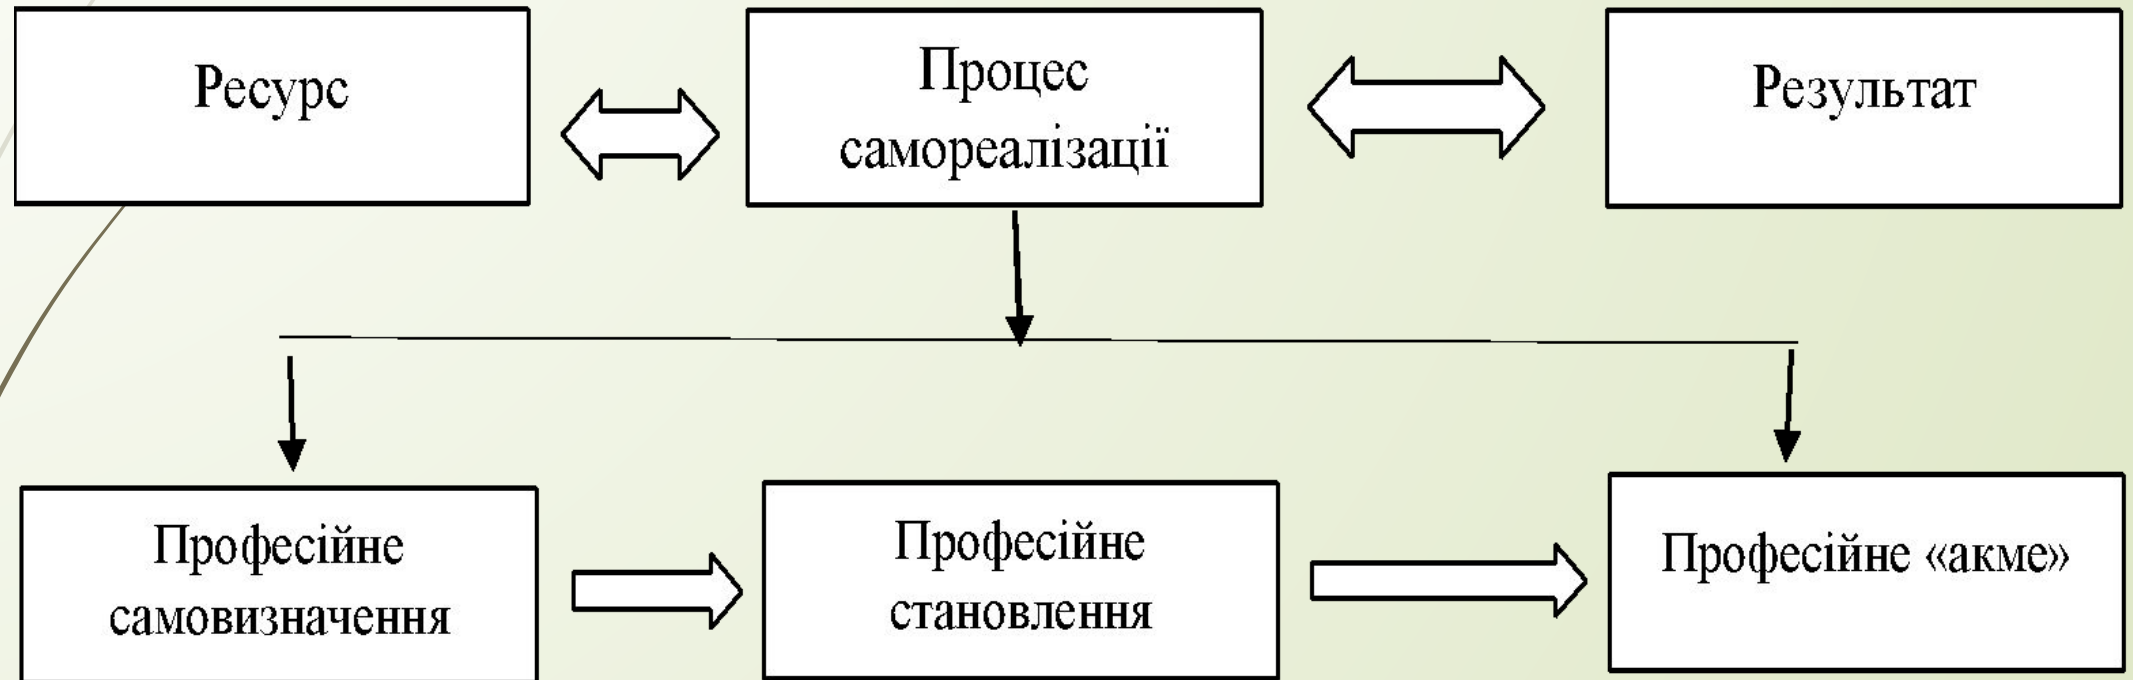 Ресурс
Процес
самореалізації
Результат
Професійне
самовизначення
Професійне
становлення
Професійне «акме»